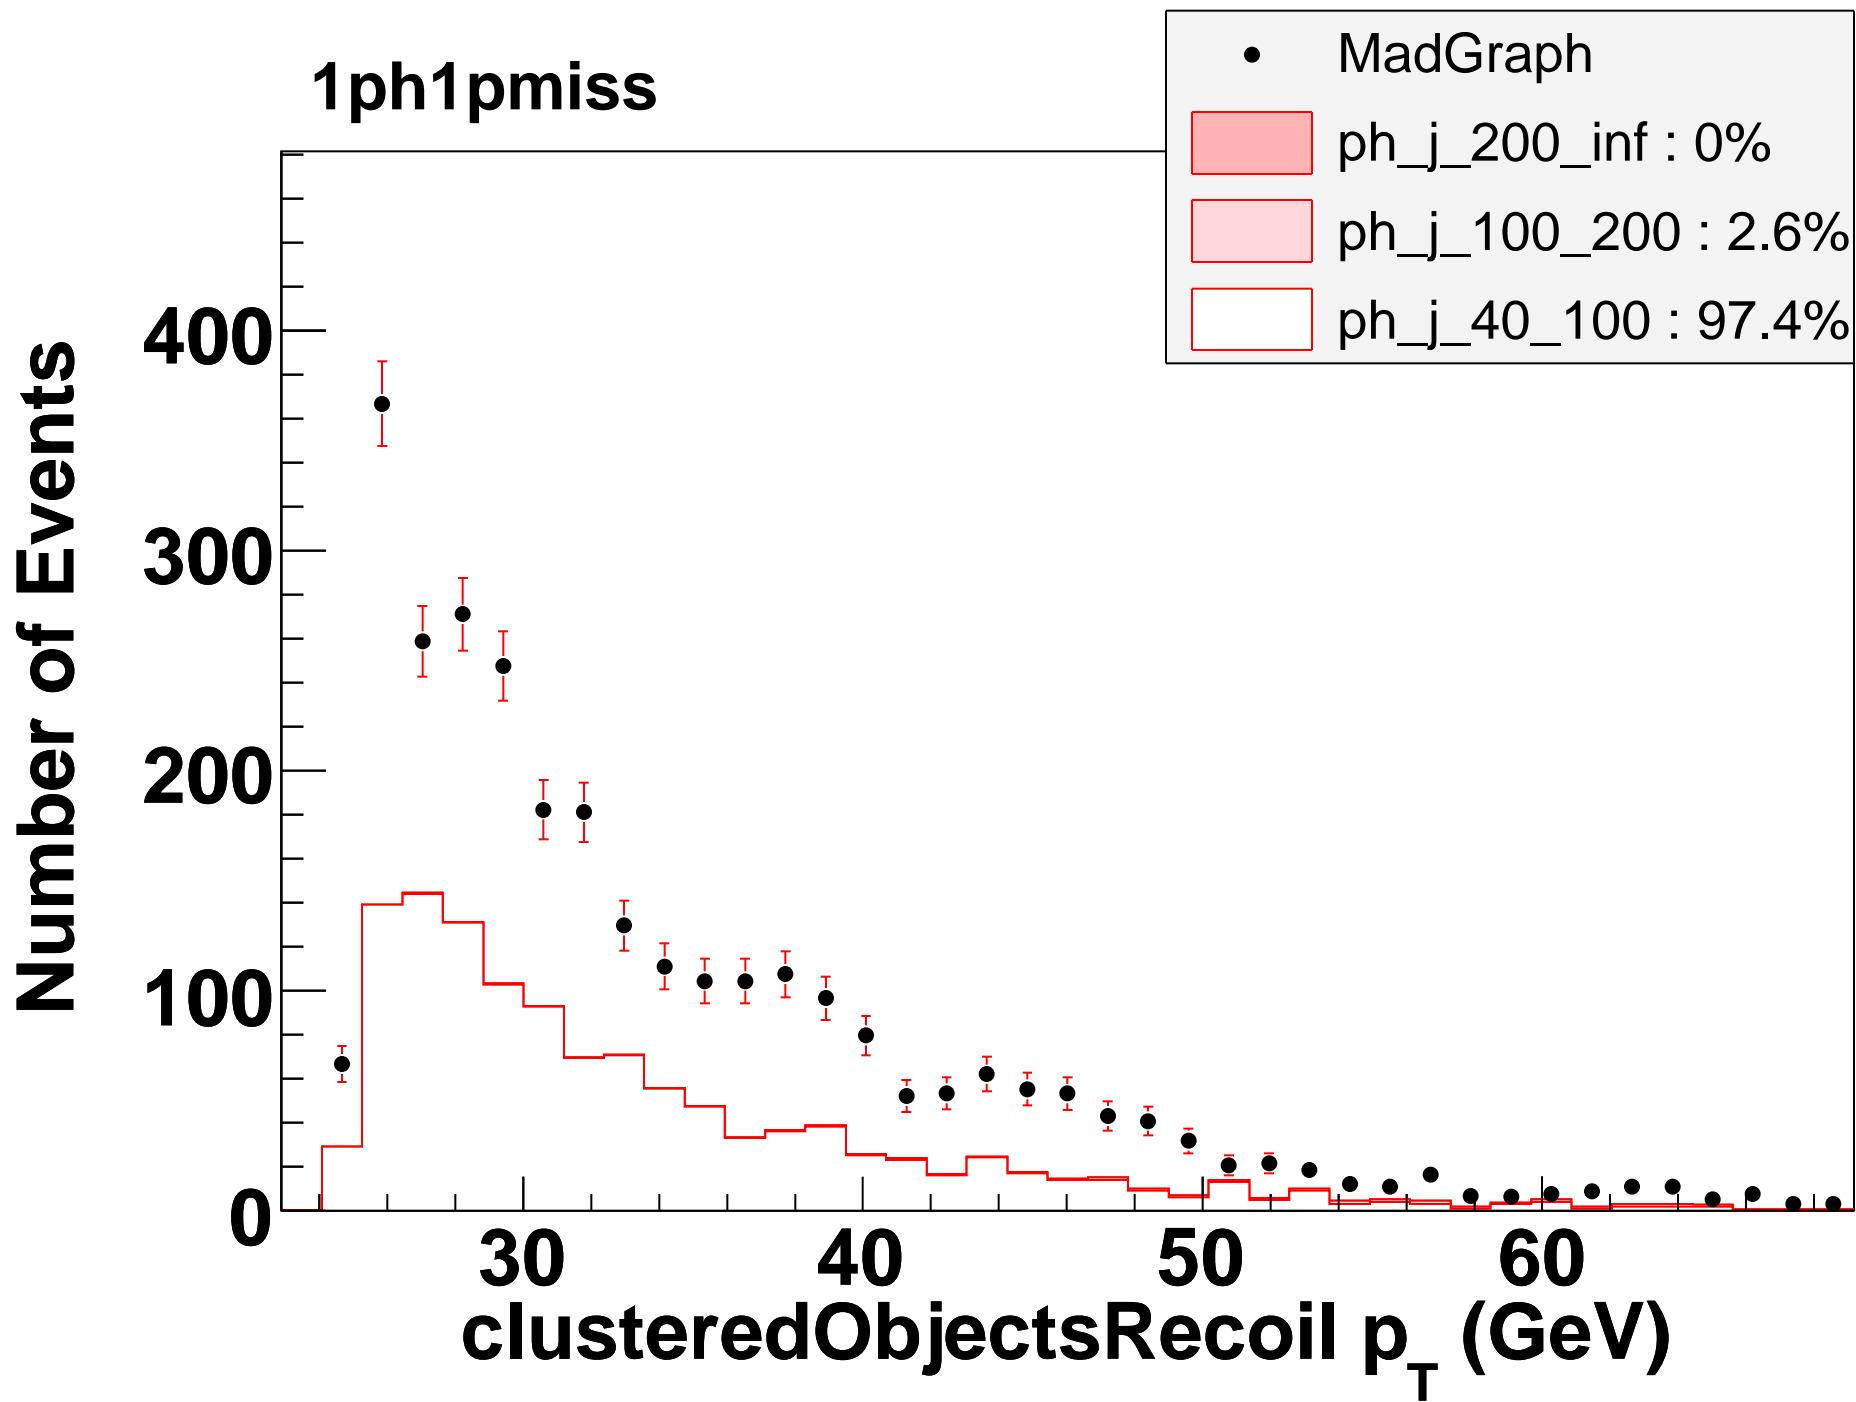 1ph1pmiss
MadGraph
ph_j_200_inf : 0%
ph_j_100_200 : 2.6%
ph_j_40_100 : 97.4%
Number of Events
400
300
200
100
0
30 40 50 60
clusteredObjectsRecoil p_T (GeV)